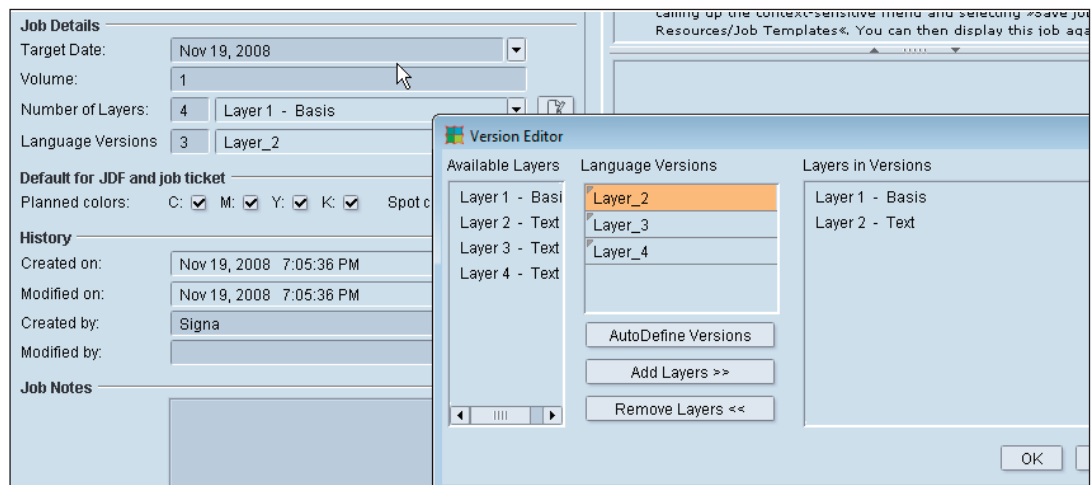 calling up the context-sensitive menu and selecting »Save job
Resources/Job Templates«. You can then display this job aga
Job Details
Target Date: Nov 19, 2008
Volume: 1
Number of Layers: 4 Layer 1 - Basis
Language Versions 3 Layer_2
Default for JDF and job ticket
Planned colors: C: M: Y: K: Spot c
History
Created on: Nov 19, 2008 7:05:36 PM
Modified on: Nov 19, 2008 7:05:36 PM
Created by: Signa
Modified by:
Job Notes
Version Editor
Available Layers
Layer 1 - Basi
Layer 2 - Text
Layer 3 - Text
Layer 4 - Text
Language Versions
Layer_2
Layer_3
Layer_4
AutoDefine Versions
Add Layers >>
Remove Layers <<
Layers in Versions
Layer 1 - Basis
Layer 2 - Text
OK